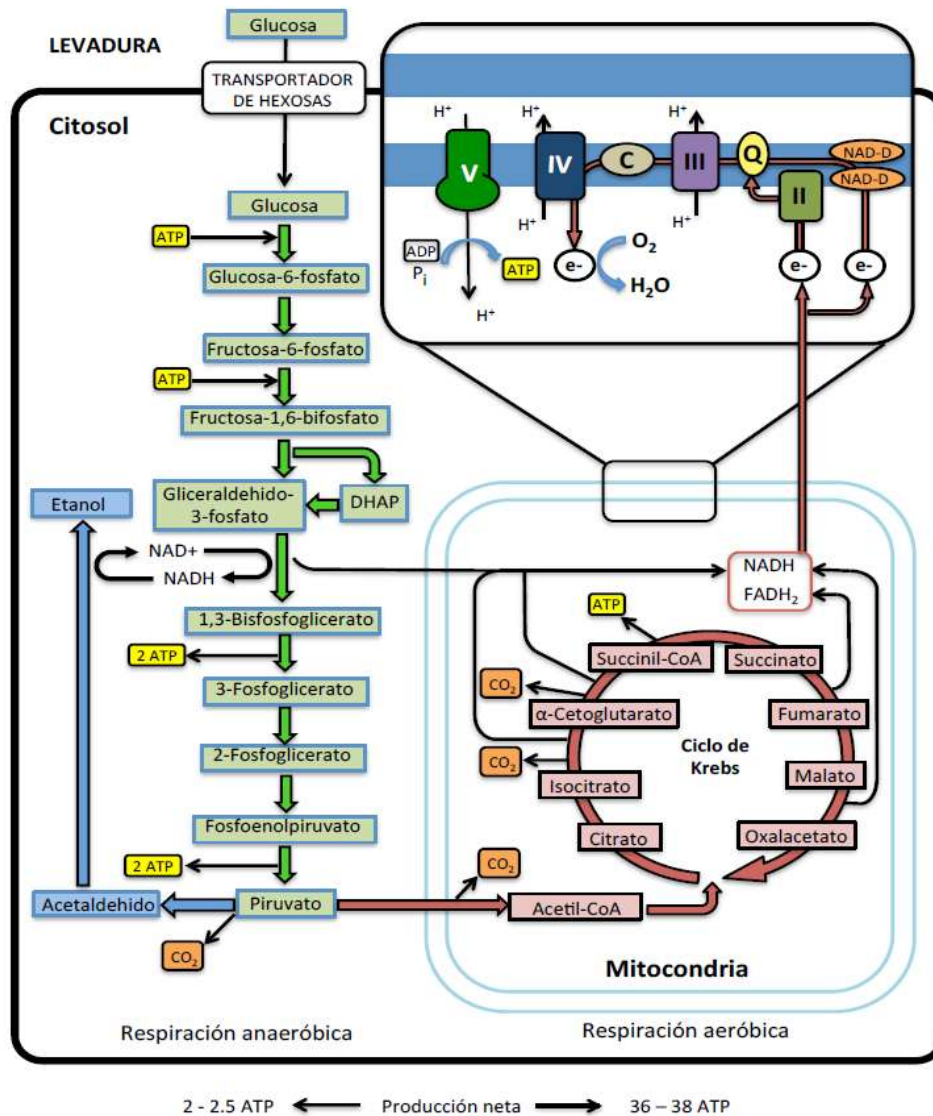 LEVADURA
Glucosa
TRANSPORTADOR
DE HEXOSAS
Citosol
Glucosa
ATP
Glucosa-6-fosfato
Fructosa-6-fosfato
ATP
Fructosa-1,6-bifosfato
Gliceraldehido-
3-fosfato
DHAP
Etanol
NAD+
NADH
1,3-Bisfosfoglicerato
2 ATP
3-Fosfoglicerato
2-Fosfoglicerato
Fosfoenolpiruvato
2 ATP
Acetaldehido
Piruvato
CO2
Respiración anaeróbica
H+
H+
H+
V
IV
C
III
Q
NAD-D
NAD-D
II
H+
H+
ADP
Pi
ATP
e-
O2
H2O
e-
e-
H+
NADH
FADH2
ATP
Succinil-CoA
Succinato
CO2
α-Cetoglutarato
Fumarato
Ciclo de
Krebs
CO2
Isocitrato
Malato
Citrato
Oxalacetato
CO2
Acetil-CoA
Mitocondria
Respiración aeróbica
2 - 2.5 ATP
Producción neta
36 – 38 ATP